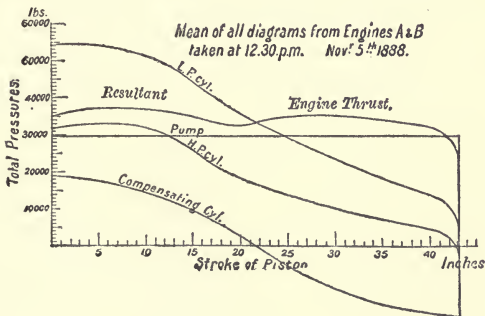 lbs.
Mean of all diagrams from Engines A&B
taken at 12.30.p.m. Novr 5th 1888.
60000
50000
40000
30000
20000
10000
Total Pressures.
L.P. cyl.
Resultant Engine Thrust.
Pump
H.P. cyl.
Compensating Cyl.
5 10 15 20 25 30 35 40 Inches
Stroke of Piston